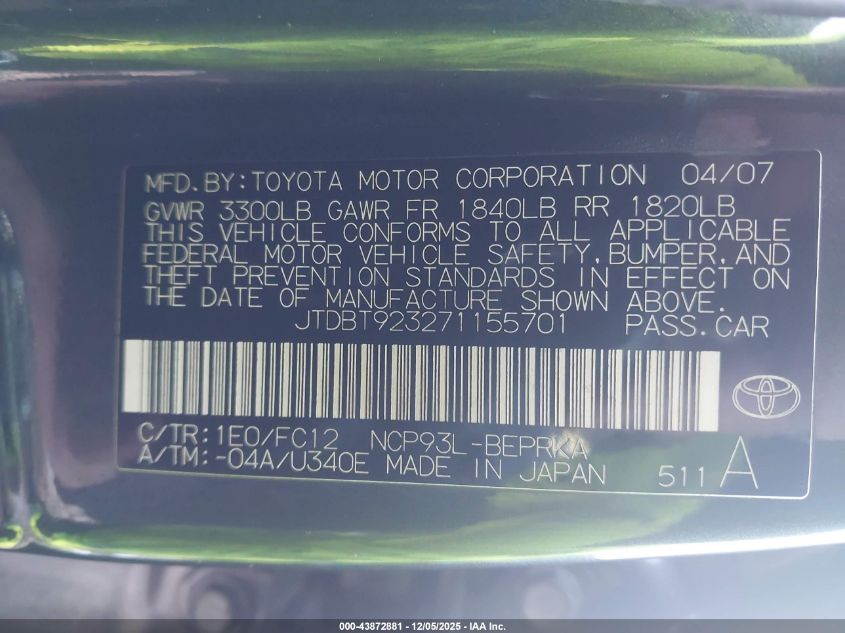 MFD.BY:TOYOTA MOTOR CORPORATION 04/07
GVWR 3300LB GAWR FR 1840LB RR 1820LB
THIS VEHICLE CONFORMS TO ALL APPLICABLE
FEDERAL MOTOR VEHICLE SAFETY,BUMPER,AND
THEFT PREVENTION STANDARDS IN EFFECT ON
THE DATE OF MANUFACTURE SHOWN ABOVE.
JTDBT923271155701 PASS.CAR
C/TR:1E0/FC12 NCP93L-BEPRKA
A/TM:-04A/U340E MADE IN JAPAN 511 A
000-43872881 - 12/05/2025 - IAA Inc.